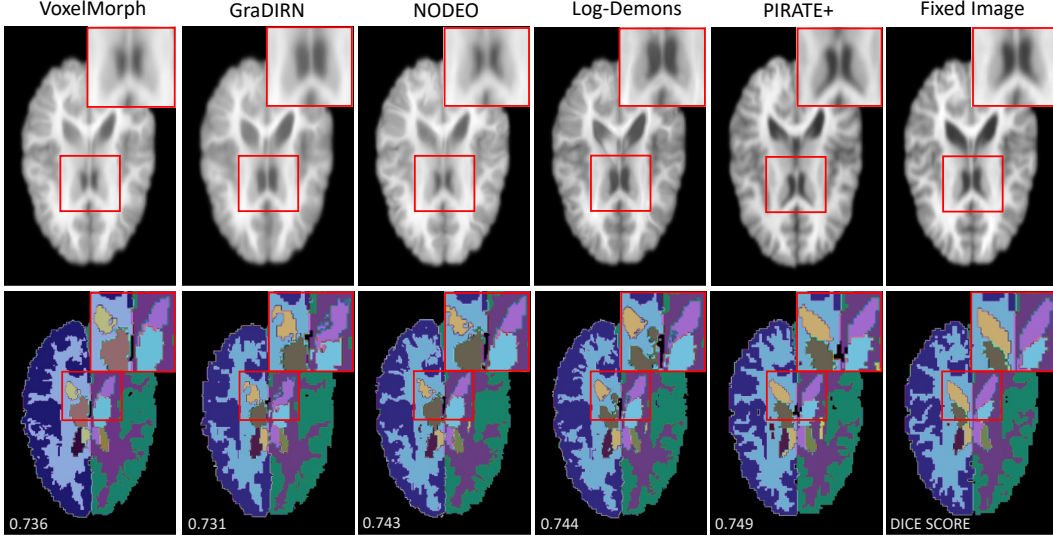 VoxelMorph GraDIRN NODEO Log-Demons PIRATE+ Fixed Image
0.736 0.731 0.743 0.744 0.749 DICE SCORE